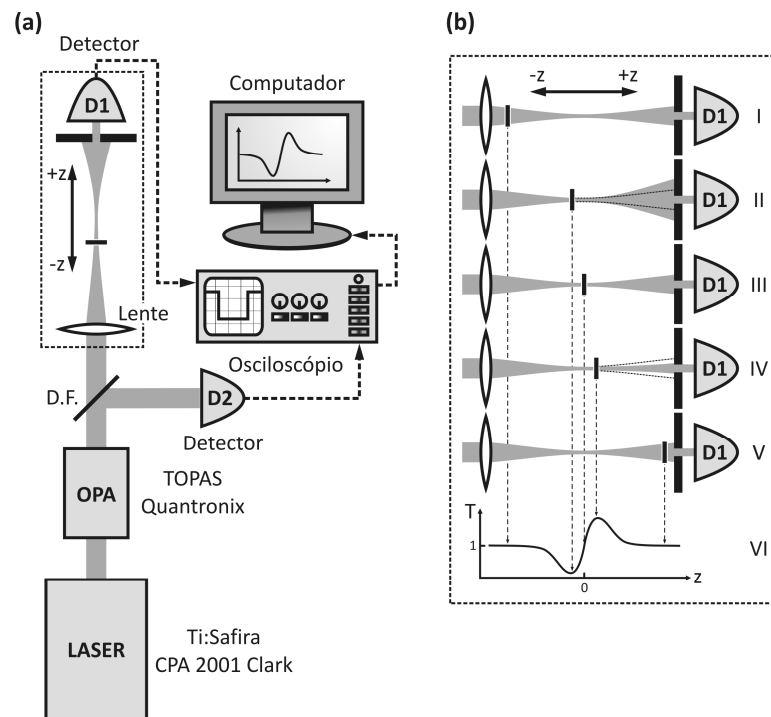 (a)
Detector
D1
+z
-z
Lente
Computador
Osciloscópio
D.F.
D2
Detector
OPA
TOPAS
Quantronix
LASER
Ti:Safira
CPA 2001 Clark
(b)
-z +z
D1 I
D1 II
D1 III
D1 IV
D1 V
T
1
0
z
VI